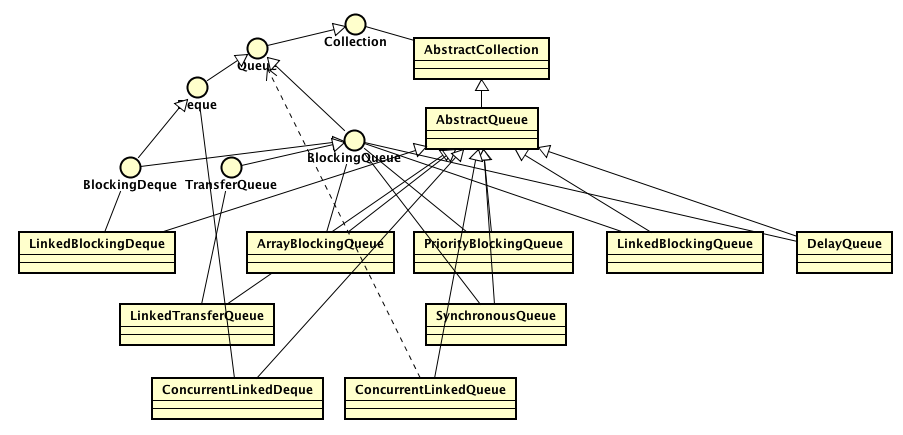 Collection
AbstractCollection
Queue
Deque
AbstractQueue
BlockingQueue
BlockingDeque
TransferQueue
LinkedBlockingDeque
ArrayBlockingQueue
PriorityBlockingQueue
LinkedBlockingQueue
DelayQueue
LinkedTransferQueue
SynchronousQueue
ConcurrentLinkedDeque
ConcurrentLinkedQueue